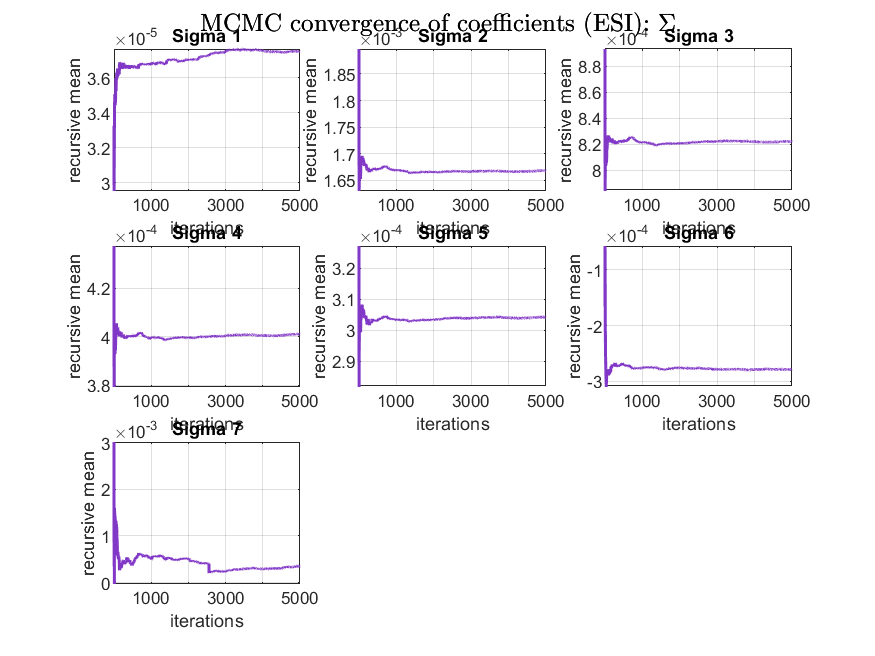 MCMC convergence of coefficients (ESI): Σ
×10⁻⁵ Sigma 1
recursive mean
3.6
3.4
3.2
3
1000 3000 5000
iterations
×10⁻³ Sigma 2
recursive mean
1.85
1.8
1.75
1.7
1.65
1000 3000 5000
iterations
×10⁻⁴ Sigma 3
recursive mean
8.8
8.6
8.4
8.2
8
1000 3000 5000
iterations
×10⁻⁴ Sigma 4
recursive mean
4.2
4
3.8
1000 3000 5000
iterations
×10⁻⁴ Sigma 5
recursive mean
3.2
3.1
3
2.9
1000 3000 5000
iterations
×10⁻⁴ Sigma 6
recursive mean
-1
-2
-3
1000 3000 5000
iterations
×10⁻³ Sigma 7
recursive mean
3
2
1
0
1000 3000 5000
iterations